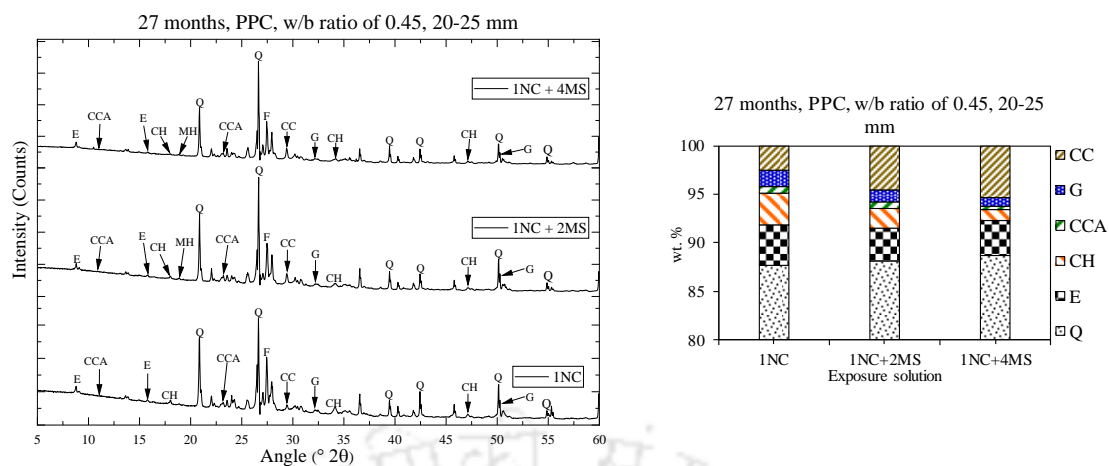 27 months, PPC, w/b ratio of 0.45, 20-25 mm
Intensity (Counts)
1NC + 4MS
E CCA E CH MH Q CCA Q F CC G CH Q Q CH Q G Q
1NC + 2MS
E CCA E CH MH Q CCA Q F CC G CH Q Q CH Q G Q
1NC
E CCA E CH Q CCA Q F CC G CH Q Q CH Q G Q
5 10 15 20 25 30 35 40 45 50 55 60
Angle (° 2θ)
27 months, PPC, w/b ratio of 0.45, 20-25
mm
wt. %
100
95
90
85
80
1NC 1NC+2MS 1NC+4MS
Exposure solution
CC
G
CCA
CH
E
Q